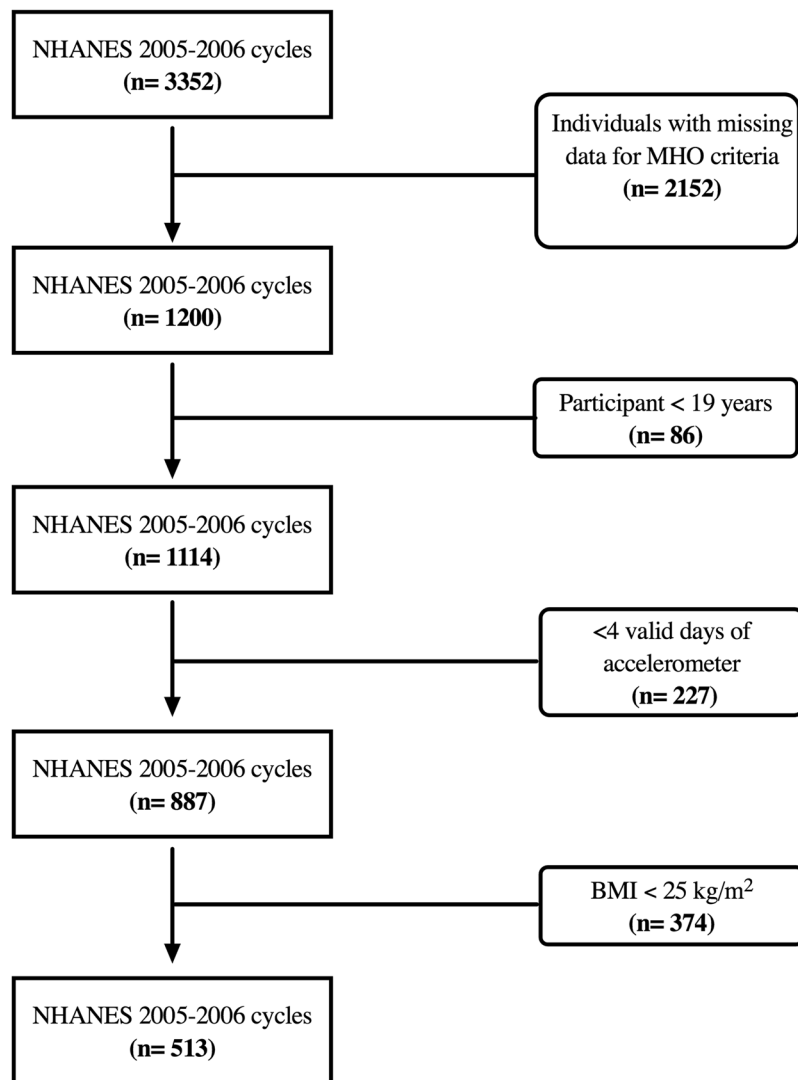 NHANES 2005-2006 cycles
(n= 3352)
Individuals with missing
data for MHO criteria
(n= 2152)
NHANES 2005-2006 cycles
(n= 1200)
Participant < 19 years
(n= 86)
NHANES 2005-2006 cycles
(n= 1114)
<4 valid days of
accelerometer
(n= 227)
NHANES 2005-2006 cycles
(n= 887)
BMI < 25 kg/m²
(n= 374)
NHANES 2005-2006 cycles
(n= 513)